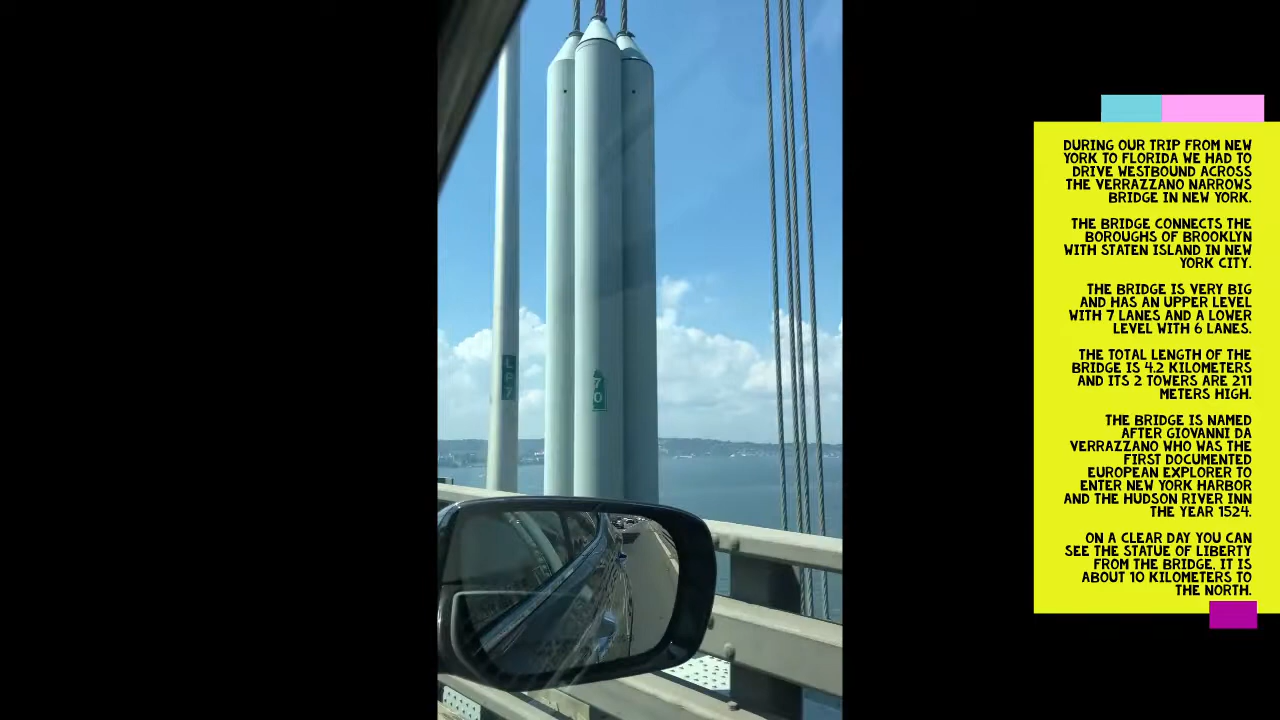 L
P
7
7
0
DURING OUR TRIP FROM NEW
YORK TO FLORIDA WE HAD TO
DRIVE WESTBOUND ACROSS
THE VERRAZZANO NARROWS
BRIDGE IN NEW YORK.
THE BRIDGE CONNECTS THE
BOROUGHS OF BROOKLYN
WITH STATEN ISLAND IN NEW
YORK CITY.
THE BRIDGE IS VERY BIG
AND HAS AN UPPER LEVEL
WITH 7 LANES AND A LOWER
LEVEL WITH 6 LANES.
THE TOTAL LENGTH OF THE
BRIDGE IS 4.2 KILOMETERS
AND ITS 2 TOWERS ARE 211
METERS HIGH.
THE BRIDGE IS NAMED
AFTER GIOVANNI DA
VERRAZZANO WHO WAS THE
FIRST DOCUMENTED
EUROPEAN EXPLORER TO
ENTER NEW YORK HARBOR
AND THE HUDSON RIVER INN
THE YEAR 1524.
ON A CLEAR DAY YOU CAN
SEE THE STATUE OF LIBERTY
FROM THE BRIDGE. IT IS
ABOUT 10 KILOMETERS TO
THE NORTH.